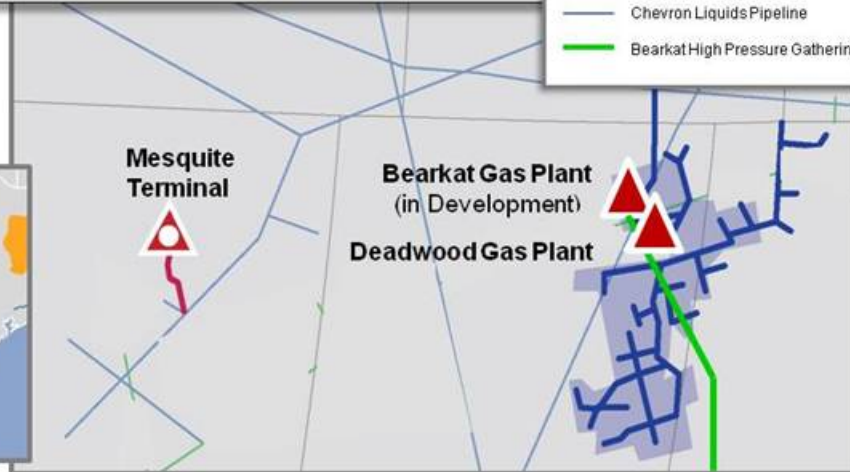 Chevron Liquids Pipeline
Bearkat High Pressure Gatherin
Mesquite
Terminal
Bearkat Gas Plant
(in Development)
Deadwood Gas Plant